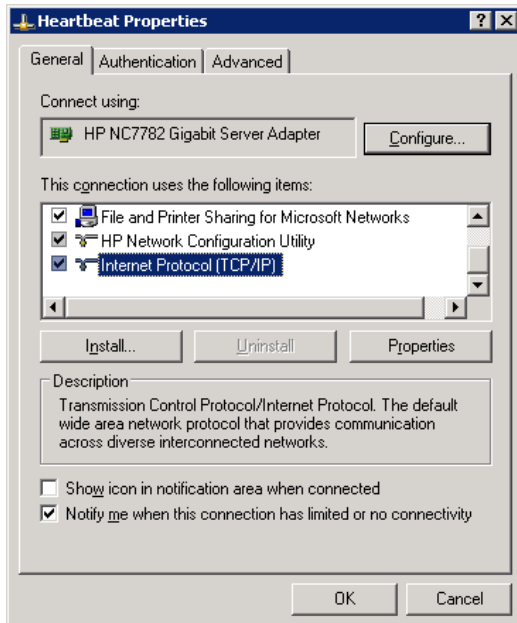 Heartbeat Properties
General Authentication Advanced
Connect using:
HP NC7782 Gigabit Server Adapter Configure...
This connection uses the following items:
File and Printer Sharing for Microsoft Networks
HP Network Configuration Utility
Internet Protocol (TCP/IP)
Install... Uninstall Properties
Description
Transmission Control Protocol/Internet Protocol. The default
wide area network protocol that provides communication
across diverse interconnected networks.
Show icon in notification area when connected
Notify me when this connection has limited or no connectivity
OK Cancel